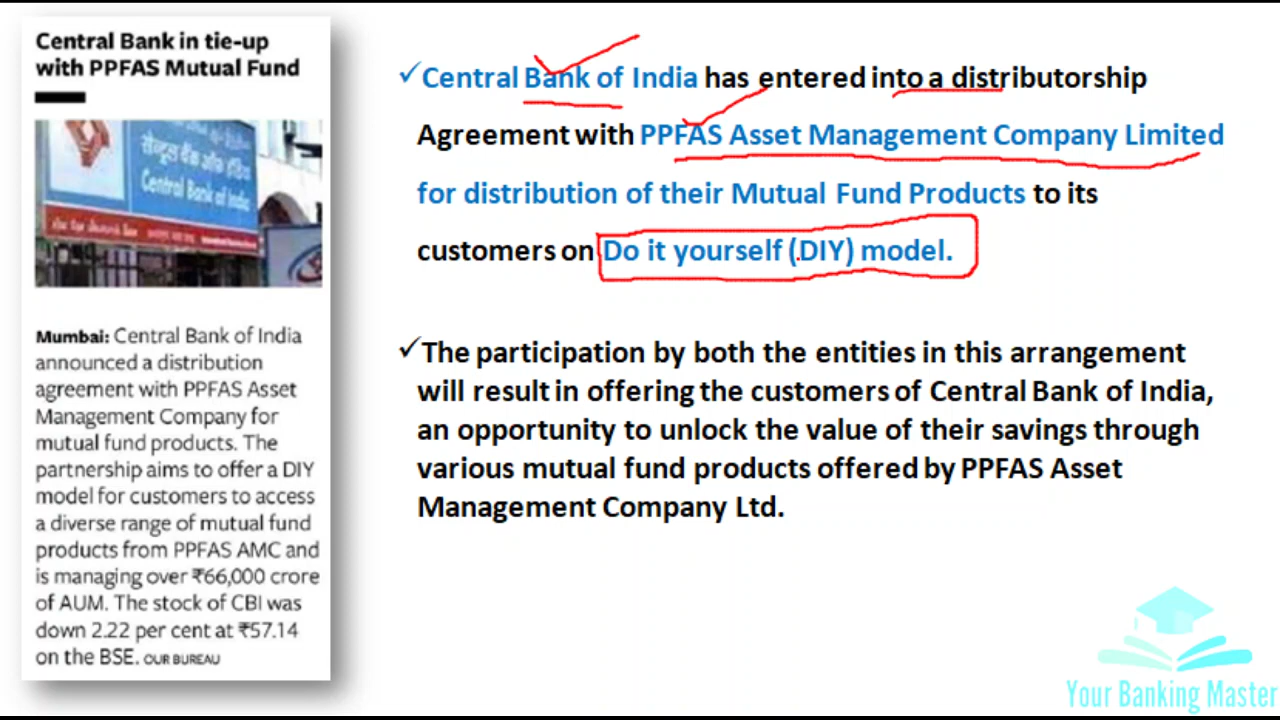 Central Bank in tie-up
with PPFAS Mutual Fund
सेन्ट्रल बैंक ऑफ इंडिया
Central Bank of India
Mumbai: Central Bank of India
announced a distribution
agreement with PPFAS Asset
Management Company for
mutual fund products. The
partnership aims to offer a DIY
model for customers to access
a diverse range of mutual fund
products from PPFAS AMC and
is managing over ₹66,000 crore
of AUM. The stock of CBI was
down 2.22 per cent at ₹57.14
on the BSE. OUR BUREAU
✓Central Bank of India has entered into a distributorship
Agreement with PPFAS Asset Management Company Limited
for distribution of their Mutual Fund Products to its
customers on Do it yourself (DIY) model.
✓The participation by both the entities in this arrangement
will result in offering the customers of Central Bank of India,
an opportunity to unlock the value of their savings through
various mutual fund products offered by PPFAS Asset
Management Company Ltd.
Your Banking Master